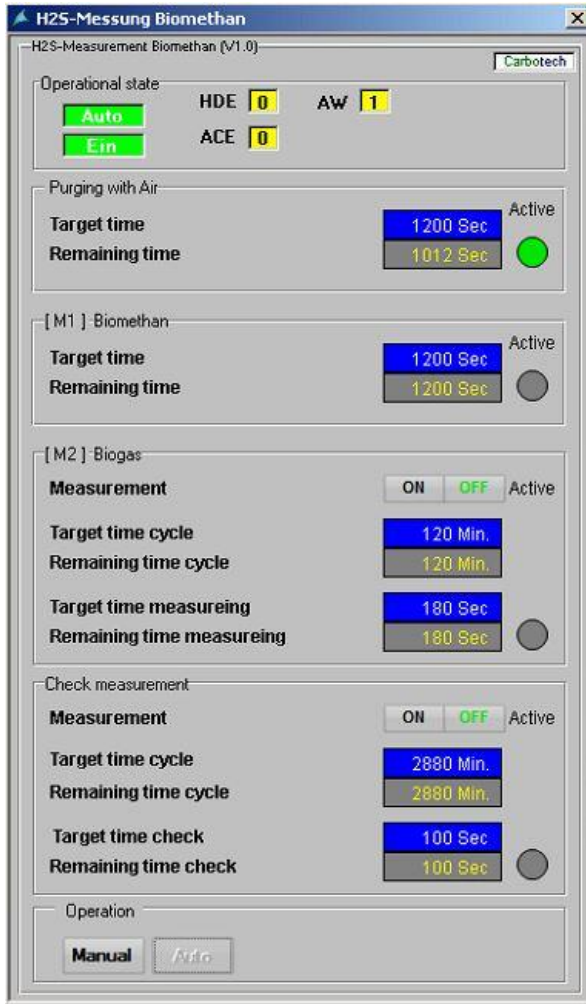 H2S-Messung Biomethan
H2S-Measurement Biomethan (V1.0)
Carbotech
Operational state
Auto HDE 0 AW 1
Ein ACE 0
Purging with Air
Active
Target time 1200 Sec
Remaining time 1012 Sec
[ M1 ] Biomethan
Active
Target time 1200 Sec
Remaining time 1200 Sec
[ M2 ] Biogas
Measurement ON OFF Active
Target time cycle 120 Min.
Remaining time cycle 120 Min.
Target time measureing 180 Sec
Remaining time measureing 180 Sec
Check measurement
Measurement ON OFF Active
Target time cycle 2880 Min.
Remaining time cycle 2880 Min.
Target time check 100 Sec
Remaining time check 100 Sec
Operation
Manual Auto